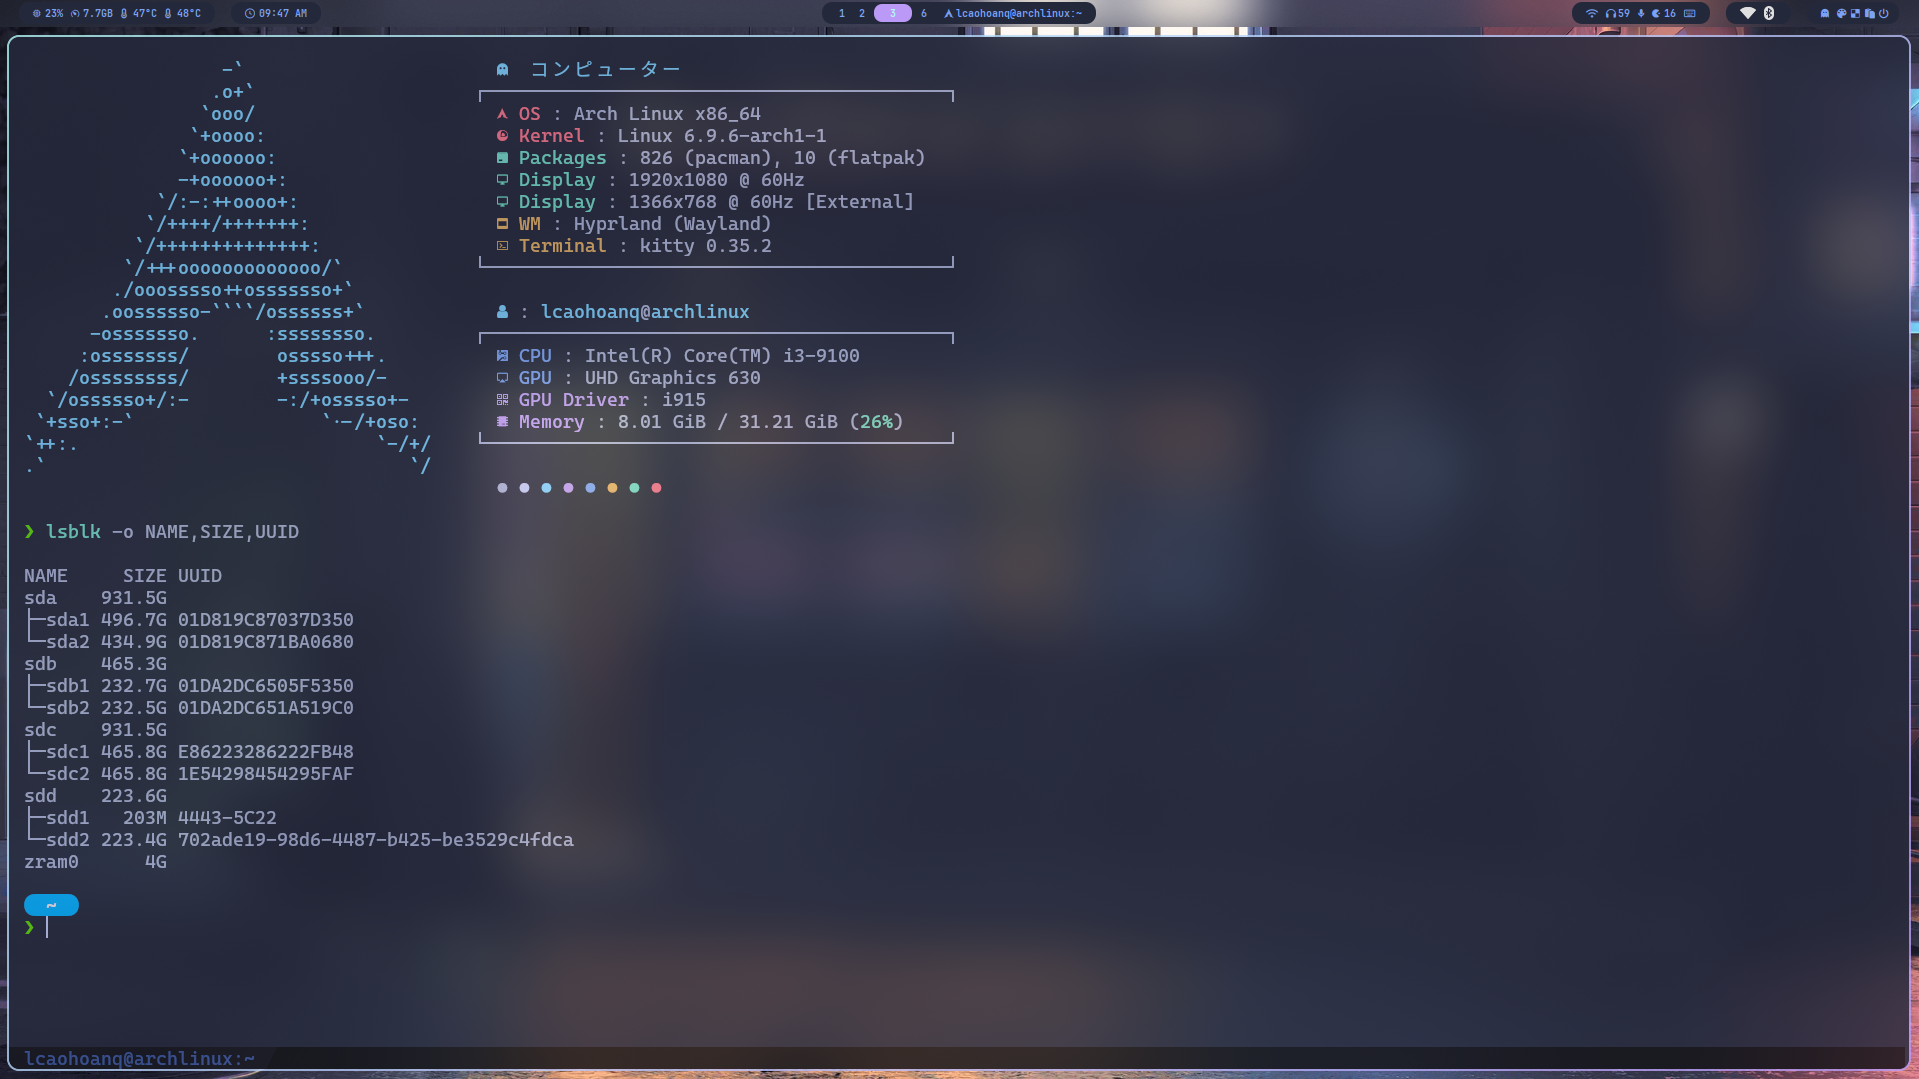 23% 7.7GB 47°C 48°C 09:47 AM 1 2 3 6 lcaohoanq@archlinux:~ 59 16
-`
.o+`
`ooo/
`+oooo:
`+oooooo:
-+oooooo+:
`/:-:++oooo+:
`/++++/+++++++:
`/++++++++++++++:
`/+++ooooooooooooo/`
./ooosssso++osssssso+`
.oossssso-````/ossssss+`
-osssssso. :ssssssso.
:osssssss/ osssso+++.
/ossssssss/ +ssssooo/-
`/ossssso+/:- -:/+osssso+-
`+sso+:-` `.-/+oso:
`++:. `-/+/
.` `/
コンピューター
OS : Arch Linux x86_64
Kernel : Linux 6.9.6-arch1-1
Packages : 826 (pacman), 10 (flatpak)
Display : 1920x1080 @ 60Hz
Display : 1366x768 @ 60Hz [External]
WM : Hyprland (Wayland)
Terminal : kitty 0.35.2
: lcaohoanq@archlinux
CPU : Intel(R) Core(TM) i3-9100
GPU : UHD Graphics 630
GPU Driver : i915
Memory : 8.01 GiB / 31.21 GiB (26%)
❯ lsblk -o NAME,SIZE,UUID
NAME SIZE UUID
sda 931.5G
├─sda1 496.7G 01D819C87037D350
└─sda2 434.9G 01D819C871BA0680
sdb 465.3G
├─sdb1 232.7G 01DA2DC6505F5350
└─sdb2 232.5G 01DA2DC651A519C0
sdc 931.5G
├─sdc1 465.8G E86223286222FB48
└─sdc2 465.8G 1E54298454295FAF
sdd 223.6G
├─sdd1 203M 4443-5C22
└─sdd2 223.4G 702ade19-98d6-4487-b425-be3529c4fdca
zram0 4G
~
❯
lcaohoanq@archlinux:~